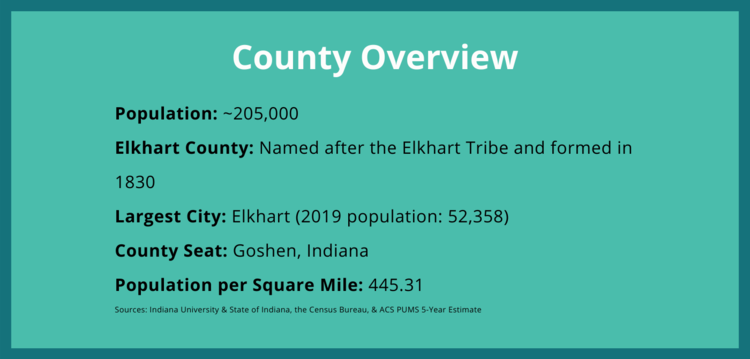 County Overview
Population: ~205,000
Elkhart County: Named after the Elkhart Tribe and formed in
1830
Largest City: Elkhart (2019 population: 52,358)
County Seat: Goshen, Indiana
Population per Square Mile: 445.31
Sources: Indiana University & State of Indiana, the Census Bureau, & ACS PUMS 5-Year Estimate